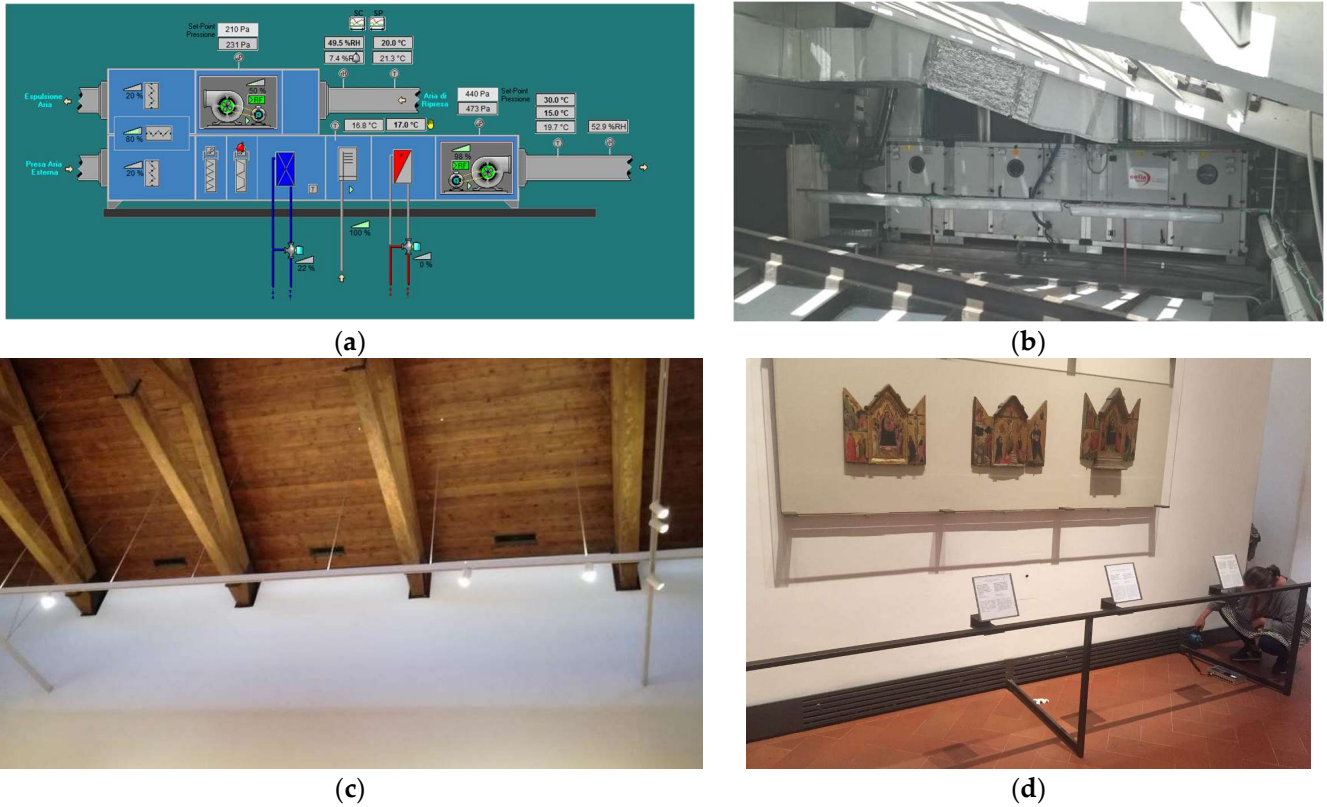 SC SP
Set-Point
Pressione
210 Pa
231 Pa
49.5 %RH
20.0 °C
7.4 %R
21.3 °C
20 %
50 %
>RF
Espulsione
Aria
Aria di
Ripresa
440 Pa
473 Pa
Set-Point
Pressione
30.0 °C
15.0 °C
19.7 °C
52.9 %RH
80 %
16.8 °C
17.0 °C
Presa Aria
Esterna
20 %
98 %
>RF
T
100 %
22 %
0 %
(a)
(b)
(c)
(d)